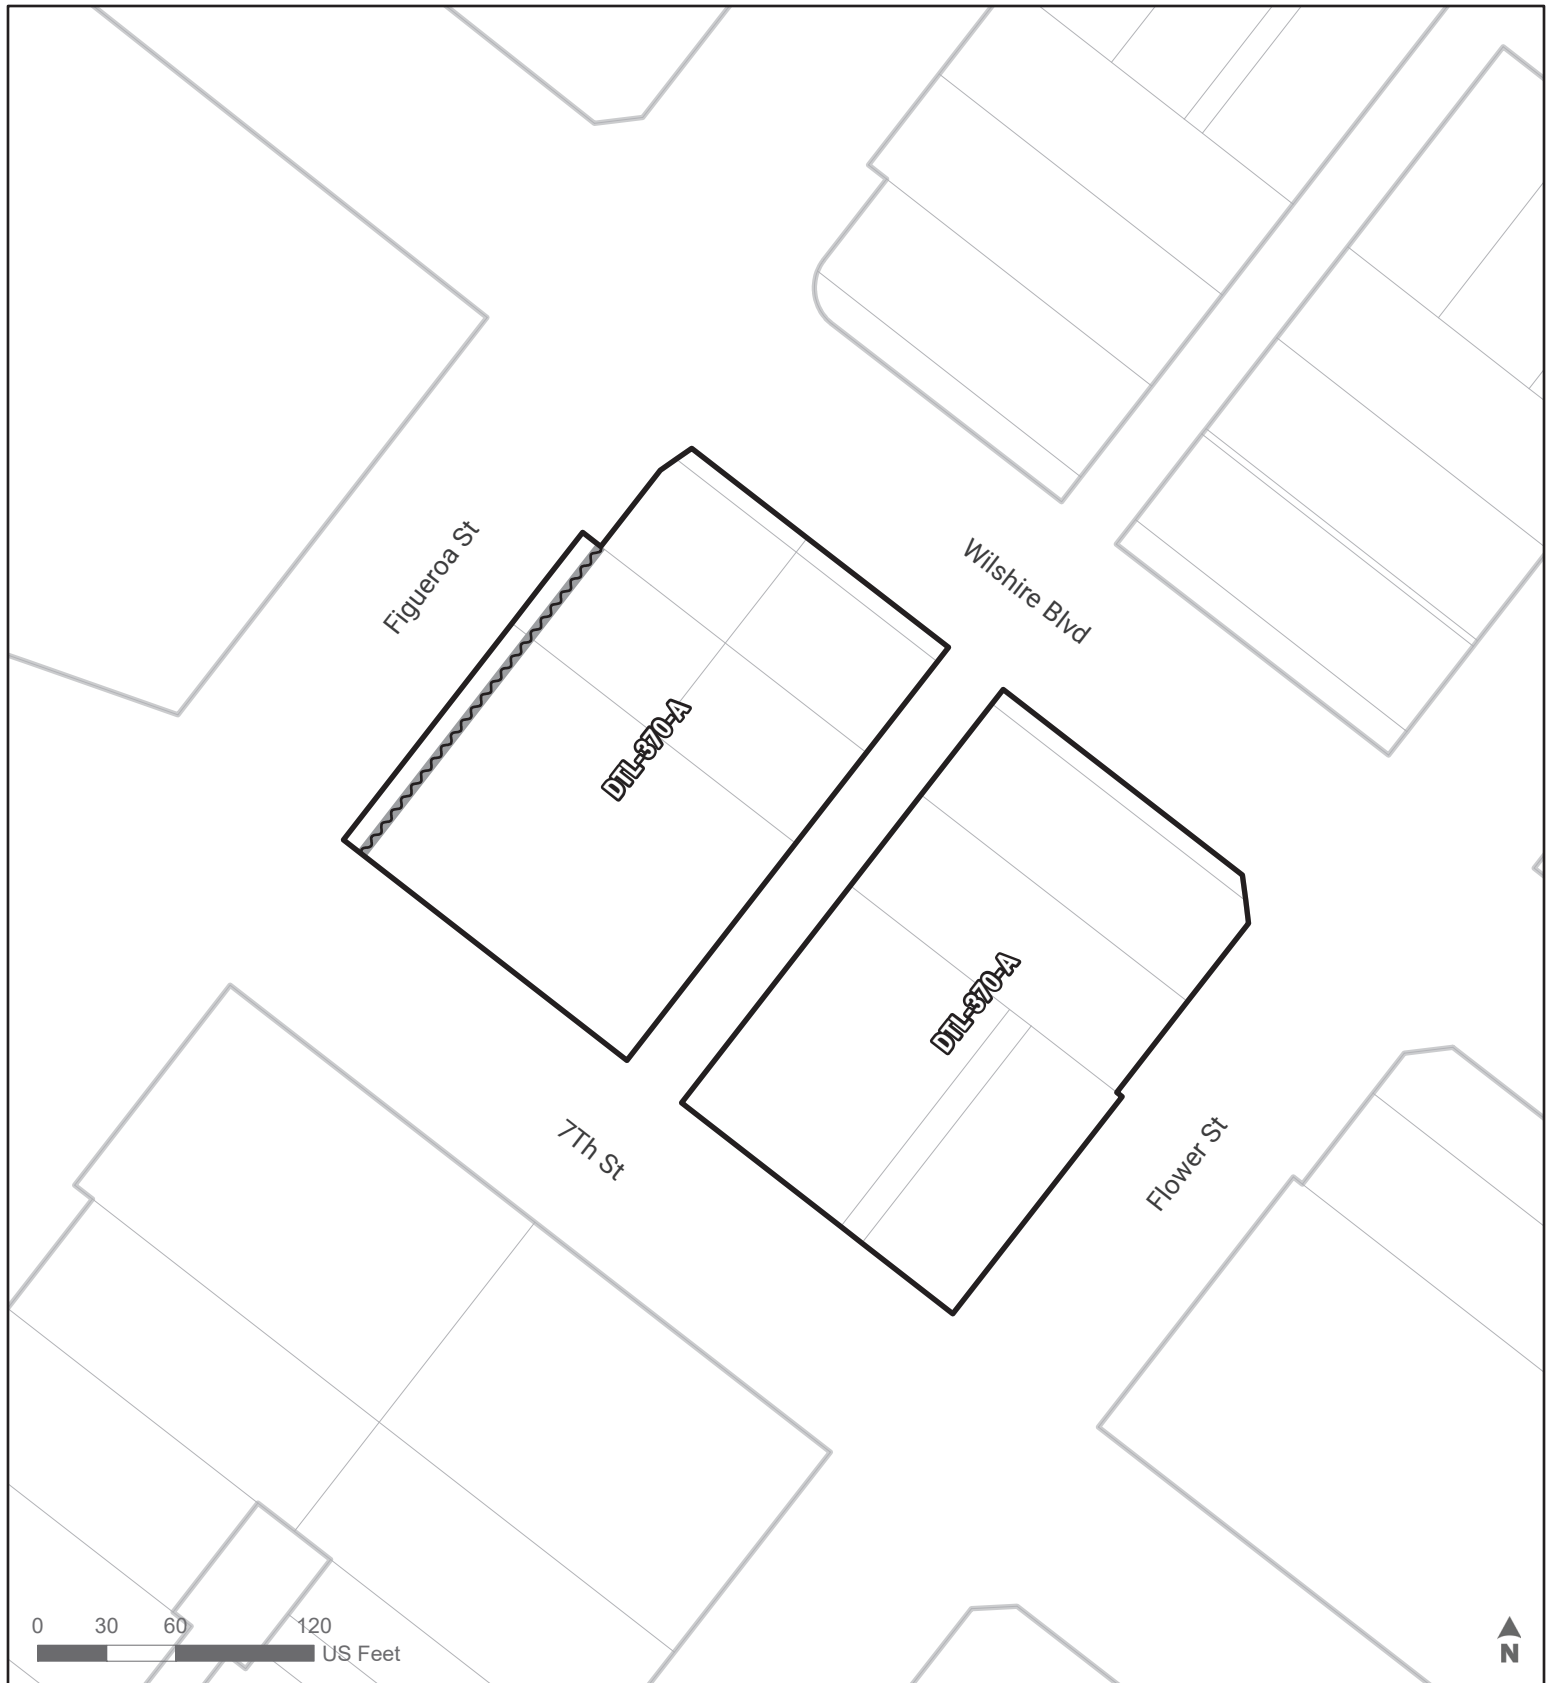 Figueroa St
Wilshire Blvd
DTL-370-A
DTL-370-A
7Th St
Flower St
0 30 60 120
US Feet
N